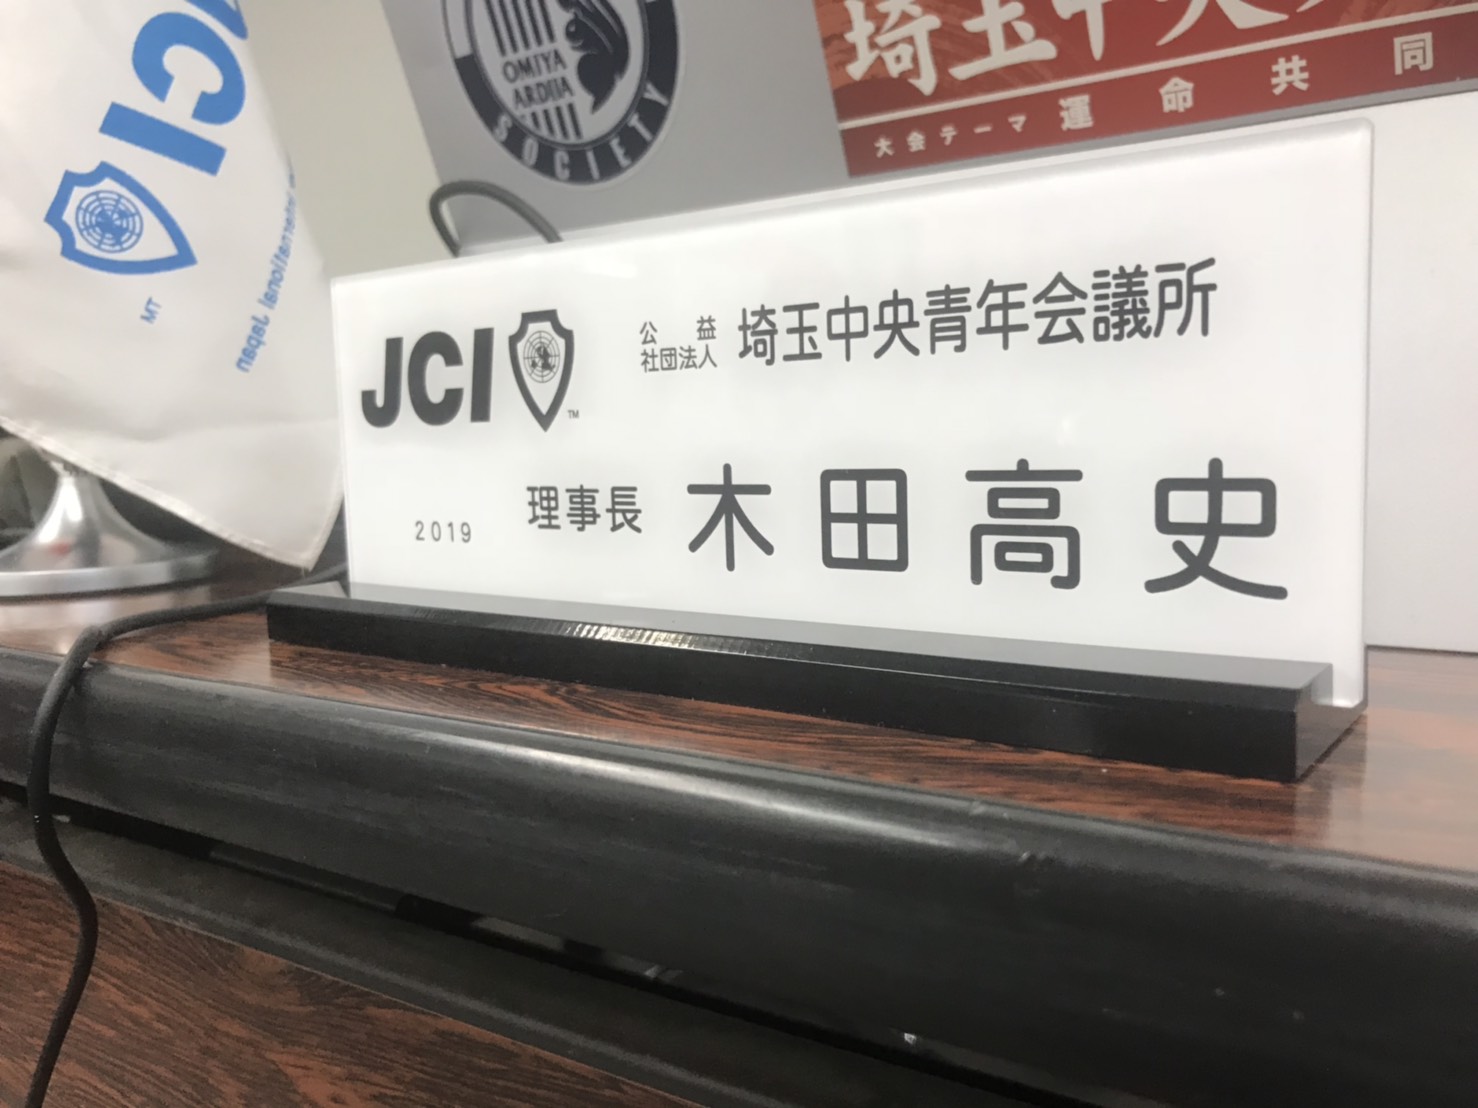 JCI
TM
Japan
OMIYA
ARDIJA
SOCIETY
埼玉中央
大会テーマ 運命共同
JCI
TM
公益
社団法人 埼玉中央青年会議所
2019 理事長 木田高史